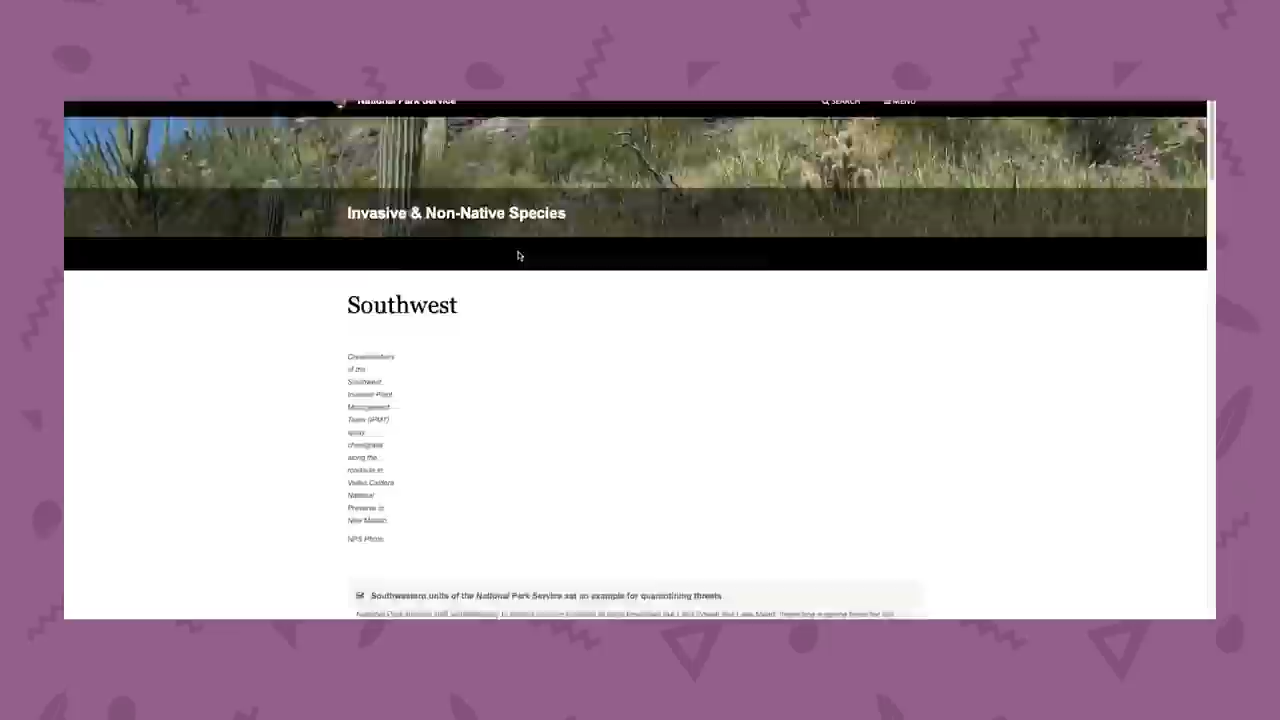 National Park Service
SEARCH
MENU
Invasive & Non-Native Species
Southwest
Crewmembers
of the
Southwest
Invasive Plant
Management
Team (IPMT)
spray
cheatgrass
along the
roadside in
Valles Caldera
National
Preserve in
New Mexico.
NPS Photo
Southwestern units of the National Park Service set an example for quarantining threats